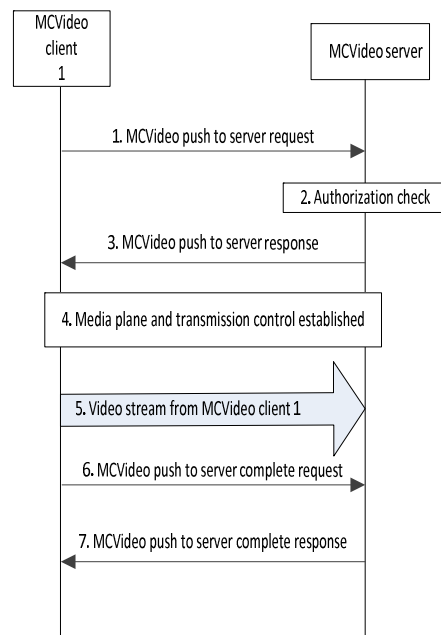 MCVideo
client
1
MCVideo server
1. MCVideo push to server request
2. Authorization check
3. MCVideo push to server response
4. Media plane and transmission control established
5. Video stream from MCVideo client 1
6. MCVideo push to server complete request
7. MCVideo push to server complete response